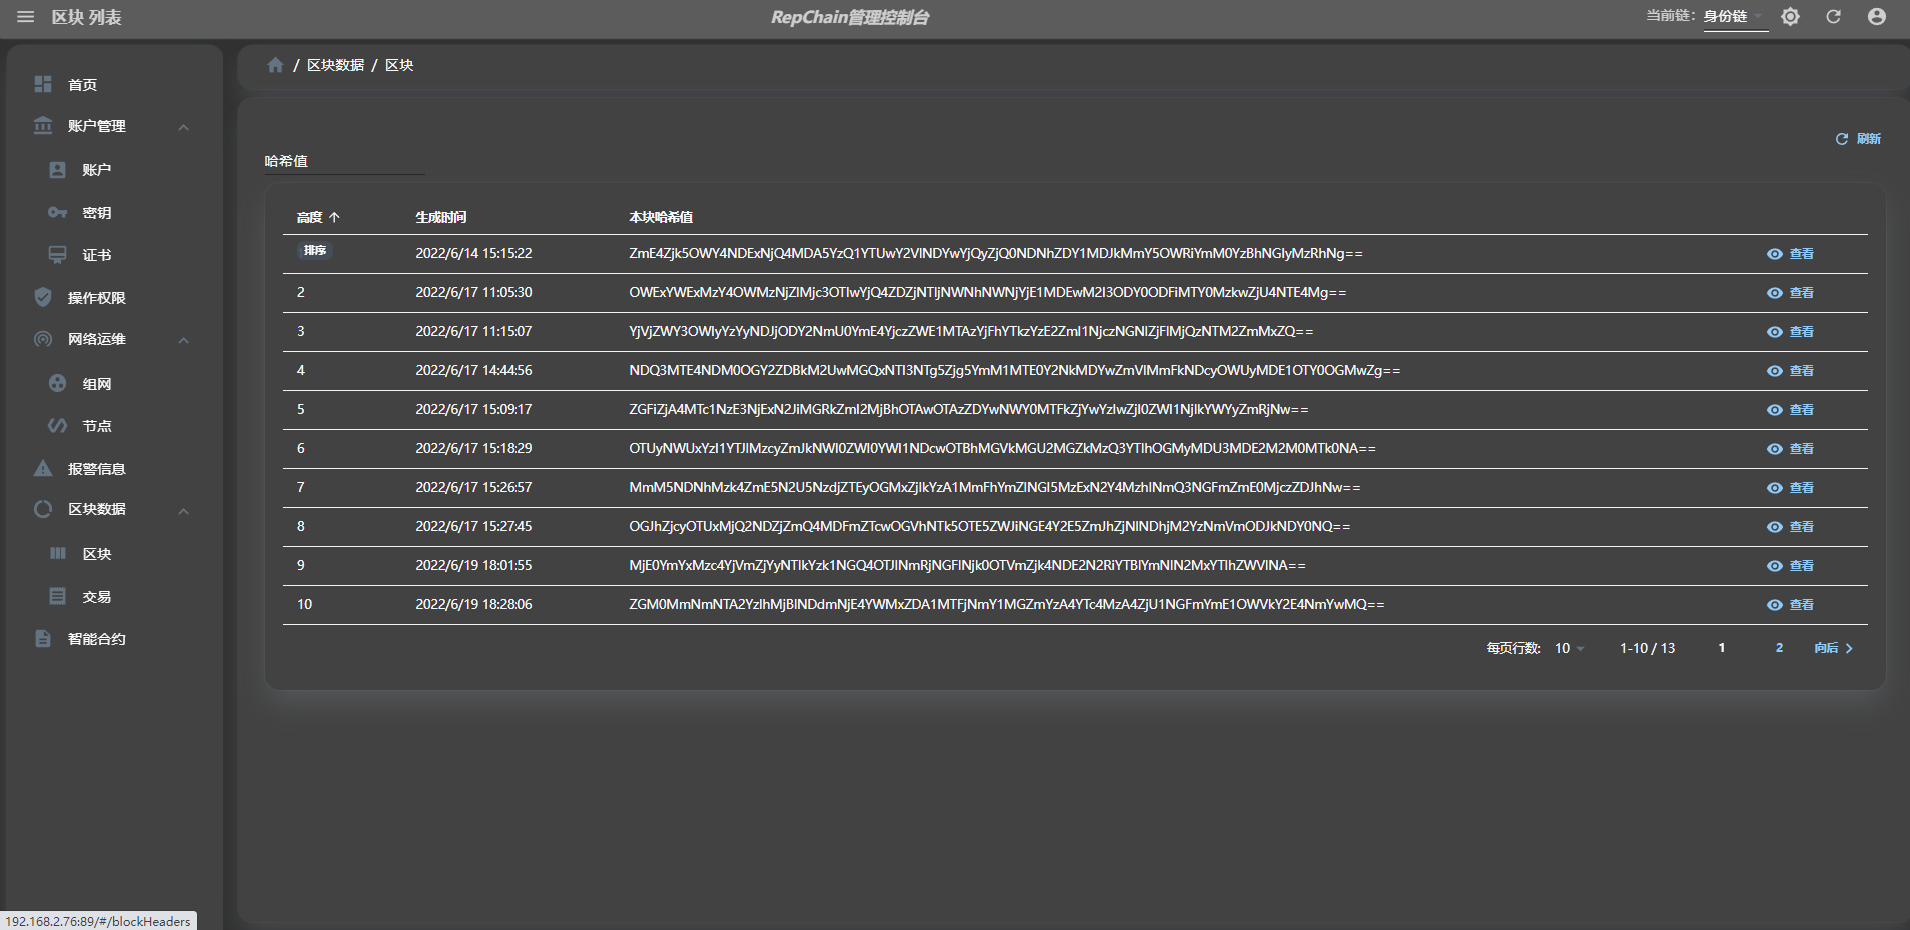 区块 列表
RepChain管理控制台
当前链: 身份链
首页
账户管理
账户
密钥
证书
操作权限
网络运维
组网
节点
报警信息
区块数据
区块
交易
智能合约
/ 区块数据 / 区块
刷新
哈希值
高度 生成时间 本块哈希值
排序 2022/6/14 15:15:22 ZmE4Zjk5OWY4NDExNjQ4MDA5YzQ1YTUwY2VlNDYwYjQyZjQ0NDNhZDY1MDJkMmY5OWRiYmM0YzBhNGIyMzRhNg== 查看
2 2022/6/17 11:05:30 OWExYWExMzY4OWMzNjZlMjc3OTIwYjQ4ZDZjNTljNWNhNWNjYjE1MDEwM2I3ODY0ODFiMTY0MzkwZjU4NTE4Mg== 查看
3 2022/6/17 11:15:07 YjVjZWY3OWIyYzYyNDJjODY2NmU0YmE4YjczZWE1MTAzYjFhYTkzYzE2ZmI1NjczNGNlZjFlMjQzNTM2ZmMxZQ== 查看
4 2022/6/17 14:44:56 NDQ3MTE4NDM0OGY2ZDBkM2UwMGQxNTI3NTg5Zjg5YmM1MTE0Y2NkMDYwZmVlMmFkNDcyOWUyMDE1OTY0OGMwZg== 查看
5 2022/6/17 15:09:17 ZGFiZjA4MTc1NzE3NjExN2JiMGRkZmI2MjBhOTAwOTAzZDYwNWY0MTFkZjYwYzIwZjI0ZWI1NjlkYWYyZmRjNw== 查看
6 2022/6/17 15:18:29 OTUyNWUxYzI1YTJlMzcyZmJkNWI0ZWI0YWI1NDcwOTBhMGVkMGU2MGZkMzQ3YTlhOGMyMDU3MDE2M2M0MTk0NA== 查看
7 2022/6/17 15:26:57 MmM5NDNhMzk4ZmE5N2U5NzdjZTEyOGMxZjlkYzA1MmFhYmZlNGI5MzExN2Y4MzhlNmQ3NGFmZmE0MjczZDJhNw== 查看
8 2022/6/17 15:27:45 OGJhZjcyOTUxMjQ2NDZjZmQ4MDFmZTcwOGVhNTk5OTE5ZWJiNGE4Y2E5ZmJhZjNlNDhjM2YzNmVmODJkNDY0NQ== 查看
9 2022/6/19 18:01:55 MjE0YmYxMzc4YjVmZjYyNTlkYzk1NGQ4OTJlNmRjNGFlNjk0OTVmZjk4NDE2N2RiYTBlYmNlN2MxYTlhZWVlNA== 查看
10 2022/6/19 18:28:06 ZGM0MmNmNTA2YzlhMjBlNDdmNjE4YWMxZDA1MTFjNmY1MGZmYzA4YTc4MzA4ZjU1NGFmYmE1OWVkY2E4NmYwMQ== 查看
每页行数: 10 1-10 / 13 1 2 向后
192.168.2.76:89/#/blockHeaders